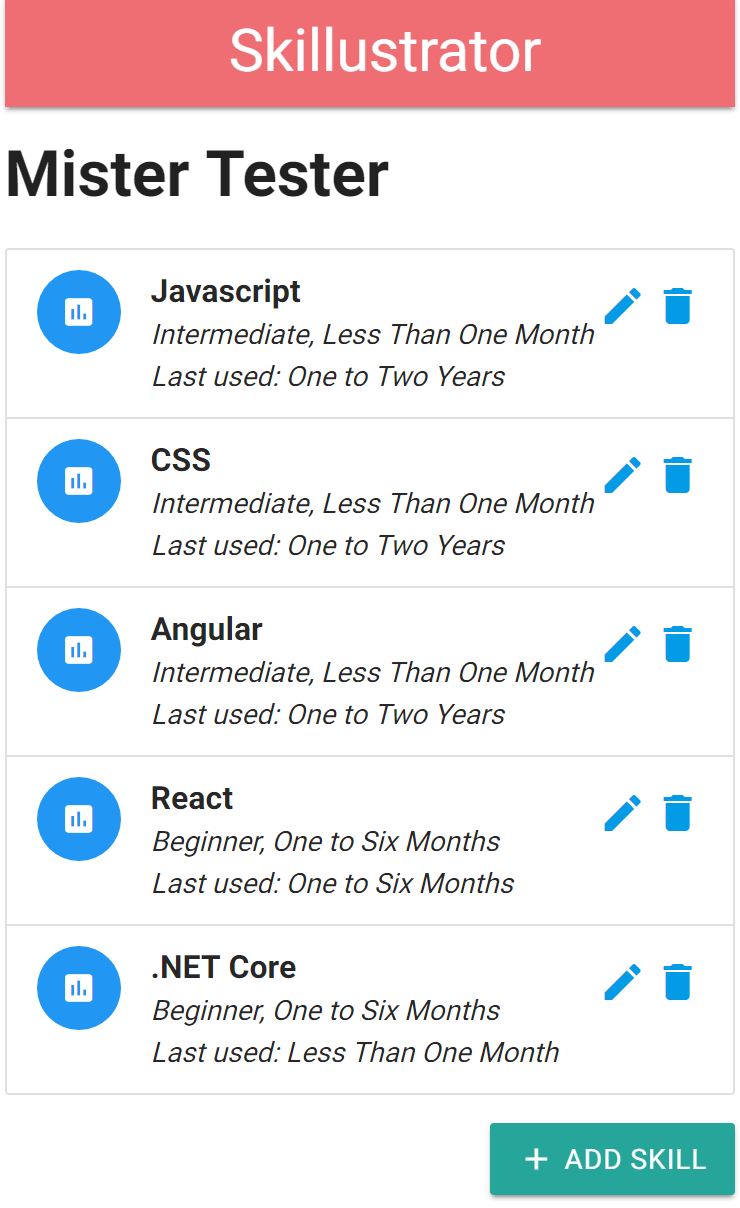 Skillustrator
Mister Tester
Javascript
Intermediate, Less Than One Month
Last used: One to Two Years
CSS
Intermediate, Less Than One Month
Last used: One to Two Years
Angular
Intermediate, Less Than One Month
Last used: One to Two Years
React
Beginner, One to Six Months
Last used: One to Six Months
.NET Core
Beginner, One to Six Months
Last used: Less Than One Month
+ ADD SKILL